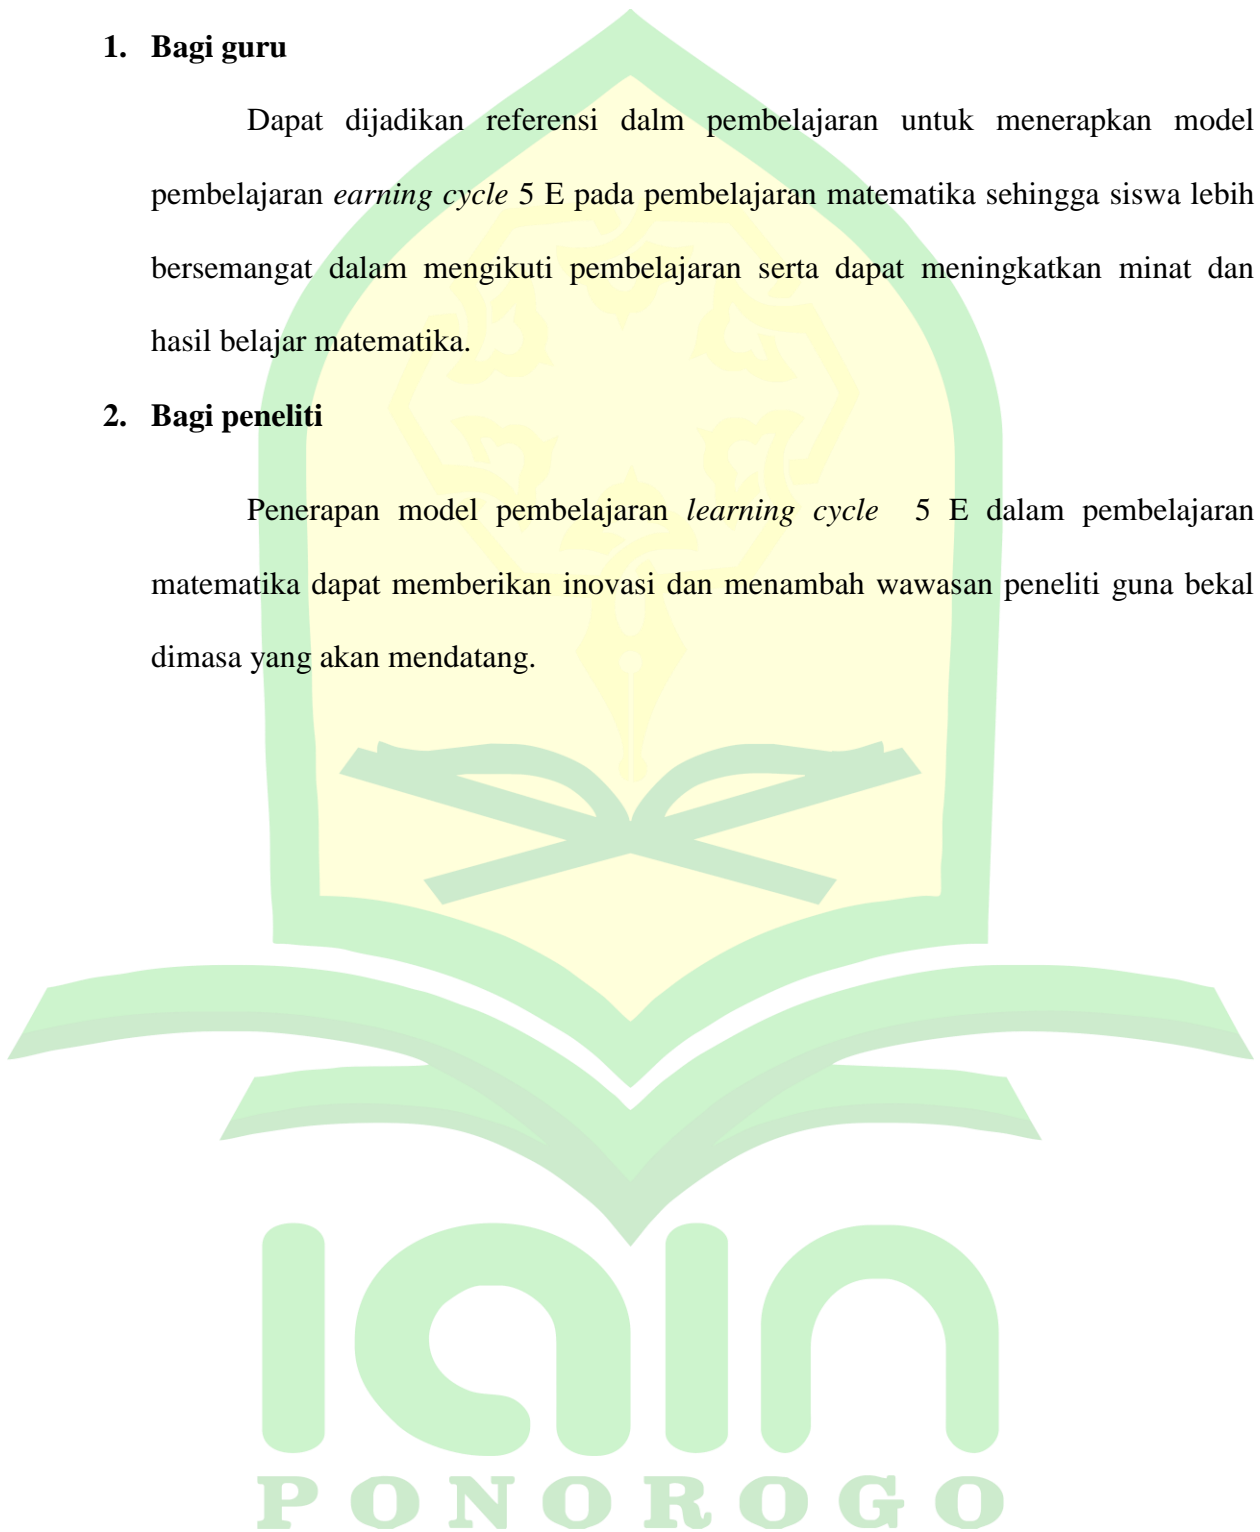 1. Bagi guru
Dapat dijadikan referensi dalm pembelajaran untuk menerapkan model
pembelajaran earning cycle 5 E pada pembelajaran matematika sehingga siswa lebih
bersemangat dalam mengikuti pembelajaran serta dapat meningkatkan minat dan
hasil belajar matematika.
2. Bagi peneliti
Penerapan model pembelajaran learning cycle 5 E dalam pembelajaran
matematika dapat memberikan inovasi dan menambah wawasan peneliti guna bekal
dimasa yang akan mendatang.
iain
PONOROGO